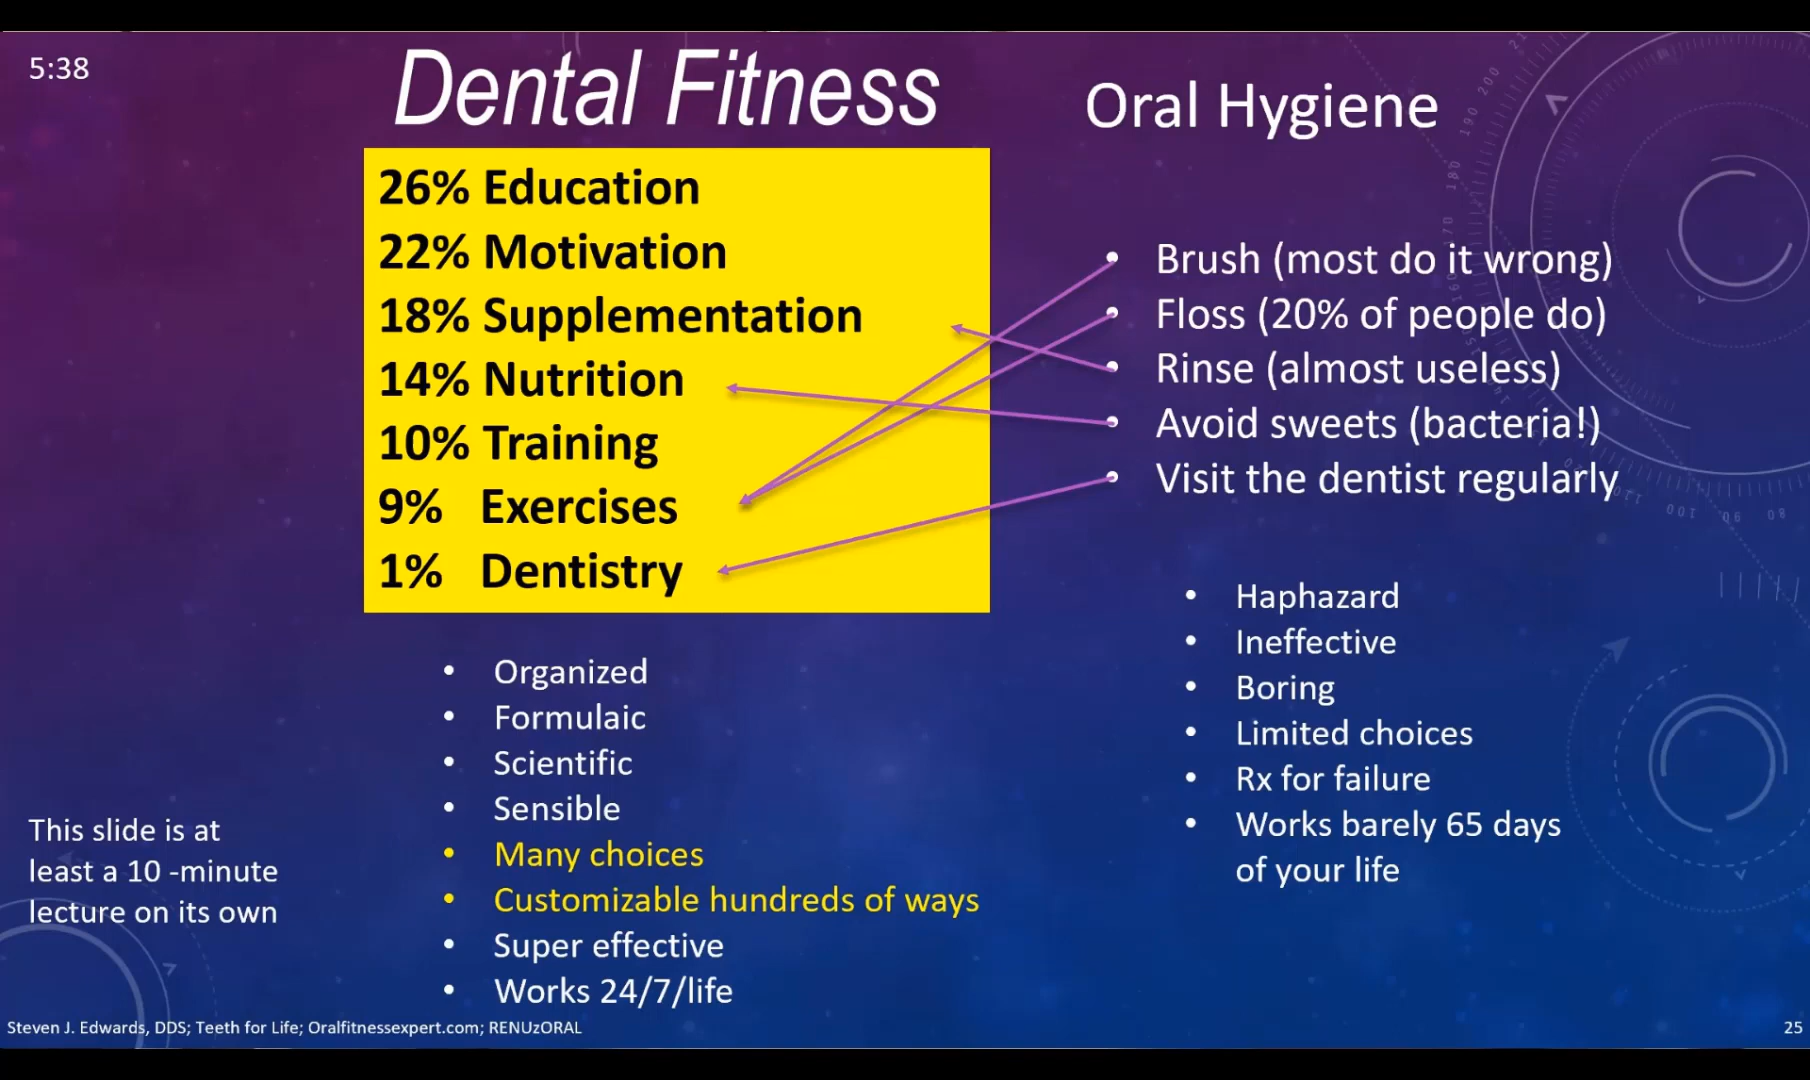 5:38
Dental Fitness
26% Education
22% Motivation
18% Supplementation
14% Nutrition
10% Training
9% Exercises
1% Dentistry
Organized
Formulaic
Scientific
Sensible
Many choices
Customizable hundreds of ways
Super effective
Works 24/7/life
Oral Hygiene
Brush (most do it wrong)
Floss (20% of people do)
Rinse (almost useless)
Avoid sweets (bacteria!)
Visit the dentist regularly
Haphazard
Ineffective
Boring
Limited choices
Rx for failure
Works barely 65 days
of your life
This slide is at
least a 10 -minute
lecture on its own
Steven J. Edwards, DDS; Teeth for Life; Oralfitnessexpert.com; RENUzORAL
25